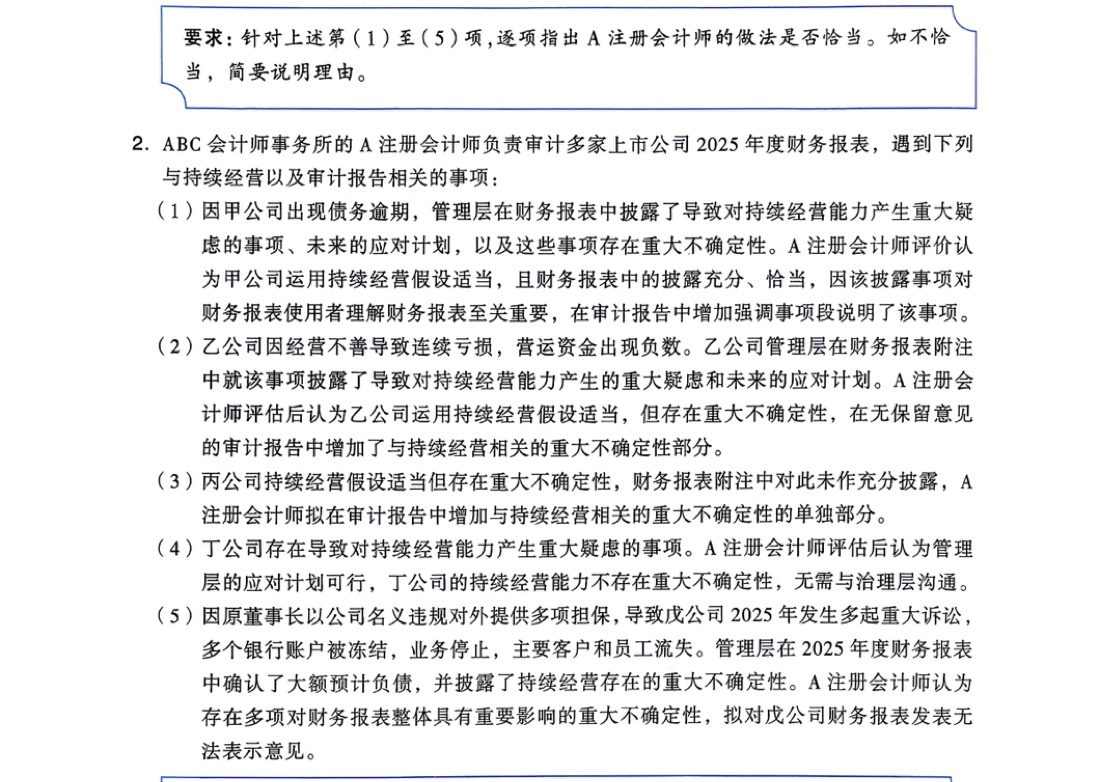 要求：针对上述第（1）至（5）项，逐项指出 A 注册会计师的做法是否恰当。如不恰
当，简要说明理由。
2. ABC 会计师事务所的 A 注册会计师负责审计多家上市公司 2025 年度财务报表，遇到下列
与持续经营以及审计报告相关的事项：
（1）因甲公司出现债务逾期，管理层在财务报表中披露了导致对持续经营能力产生重大疑
虑的事项、未来的应对计划，以及这些事项存在重大不确定性。A 注册会计师评价认
为甲公司运用持续经营假设适当，且财务报表中的披露充分、恰当，因该披露事项对
财务报表使用者理解财务报表至关重要，在审计报告中增加强调事项段说明了该事项。
（2）乙公司因经营不善导致连续亏损，营运资金出现负数。乙公司管理层在财务报表附注
中就该事项披露了导致对持续经营能力产生的重大疑虑和未来的应对计划。A 注册会
计师评估后认为乙公司运用持续经营假设适当，但存在重大不确定性，在无保留意见
的审计报告中增加了与持续经营相关的重大不确定性部分。
（3）丙公司持续经营假设适当但存在重大不确定性，财务报表附注中对此未作充分披露，A
注册会计师拟在审计报告中增加与持续经营相关的重大不确定性的单独部分。
（4）丁公司存在导致对持续经营能力产生重大疑虑的事项。A 注册会计师评估后认为管理
层的应对计划可行，丁公司的持续经营能力不存在重大不确定性，无需与治理层沟通。
（5）因原董事长以公司名义违规对外提供多项担保，导致戊公司 2025 年发生多起重大诉讼，
多个银行账户被冻结，业务停止，主要客户和员工流失。管理层在 2025 年度财务报表
中确认了大额预计负债，并披露了持续经营存在的重大不确定性。A 注册会计师认为
存在多项对财务报表整体具有重要影响的重大不确定性，拟对戊公司财务报表发表无
法表示意见。